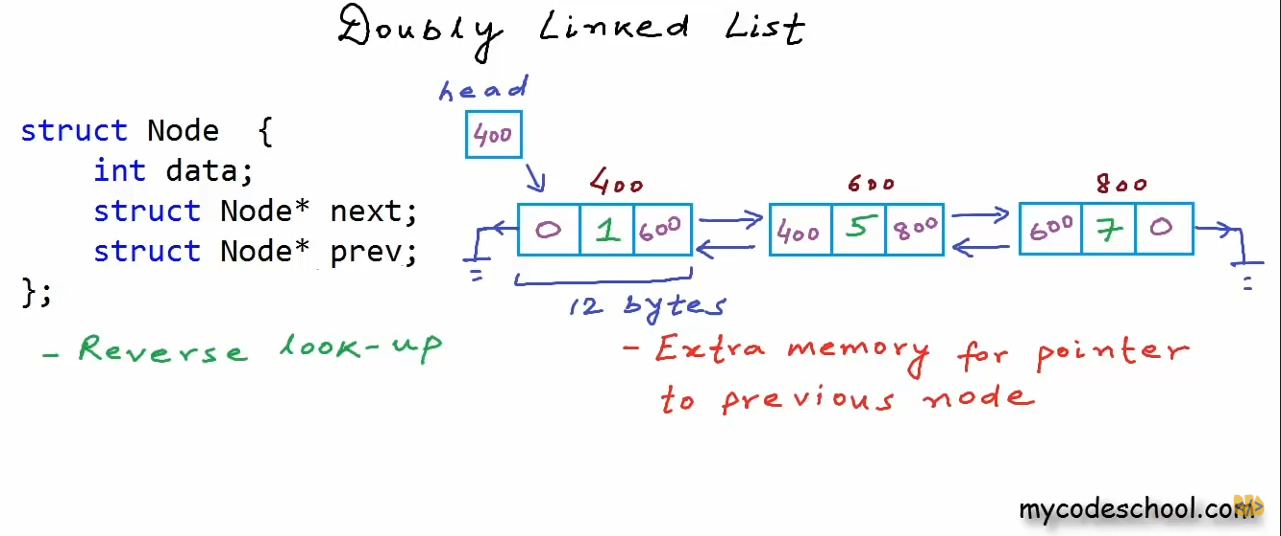 Doubly Linked List
head
400
struct Node {
int data;
struct Node* next;
struct Node* prev;
};
400 600 800
0 1 600 400 5 800 600 7 0
12 bytes
- Reverse look-up
- Extra memory for pointer
to previous node
mycodeschool.com